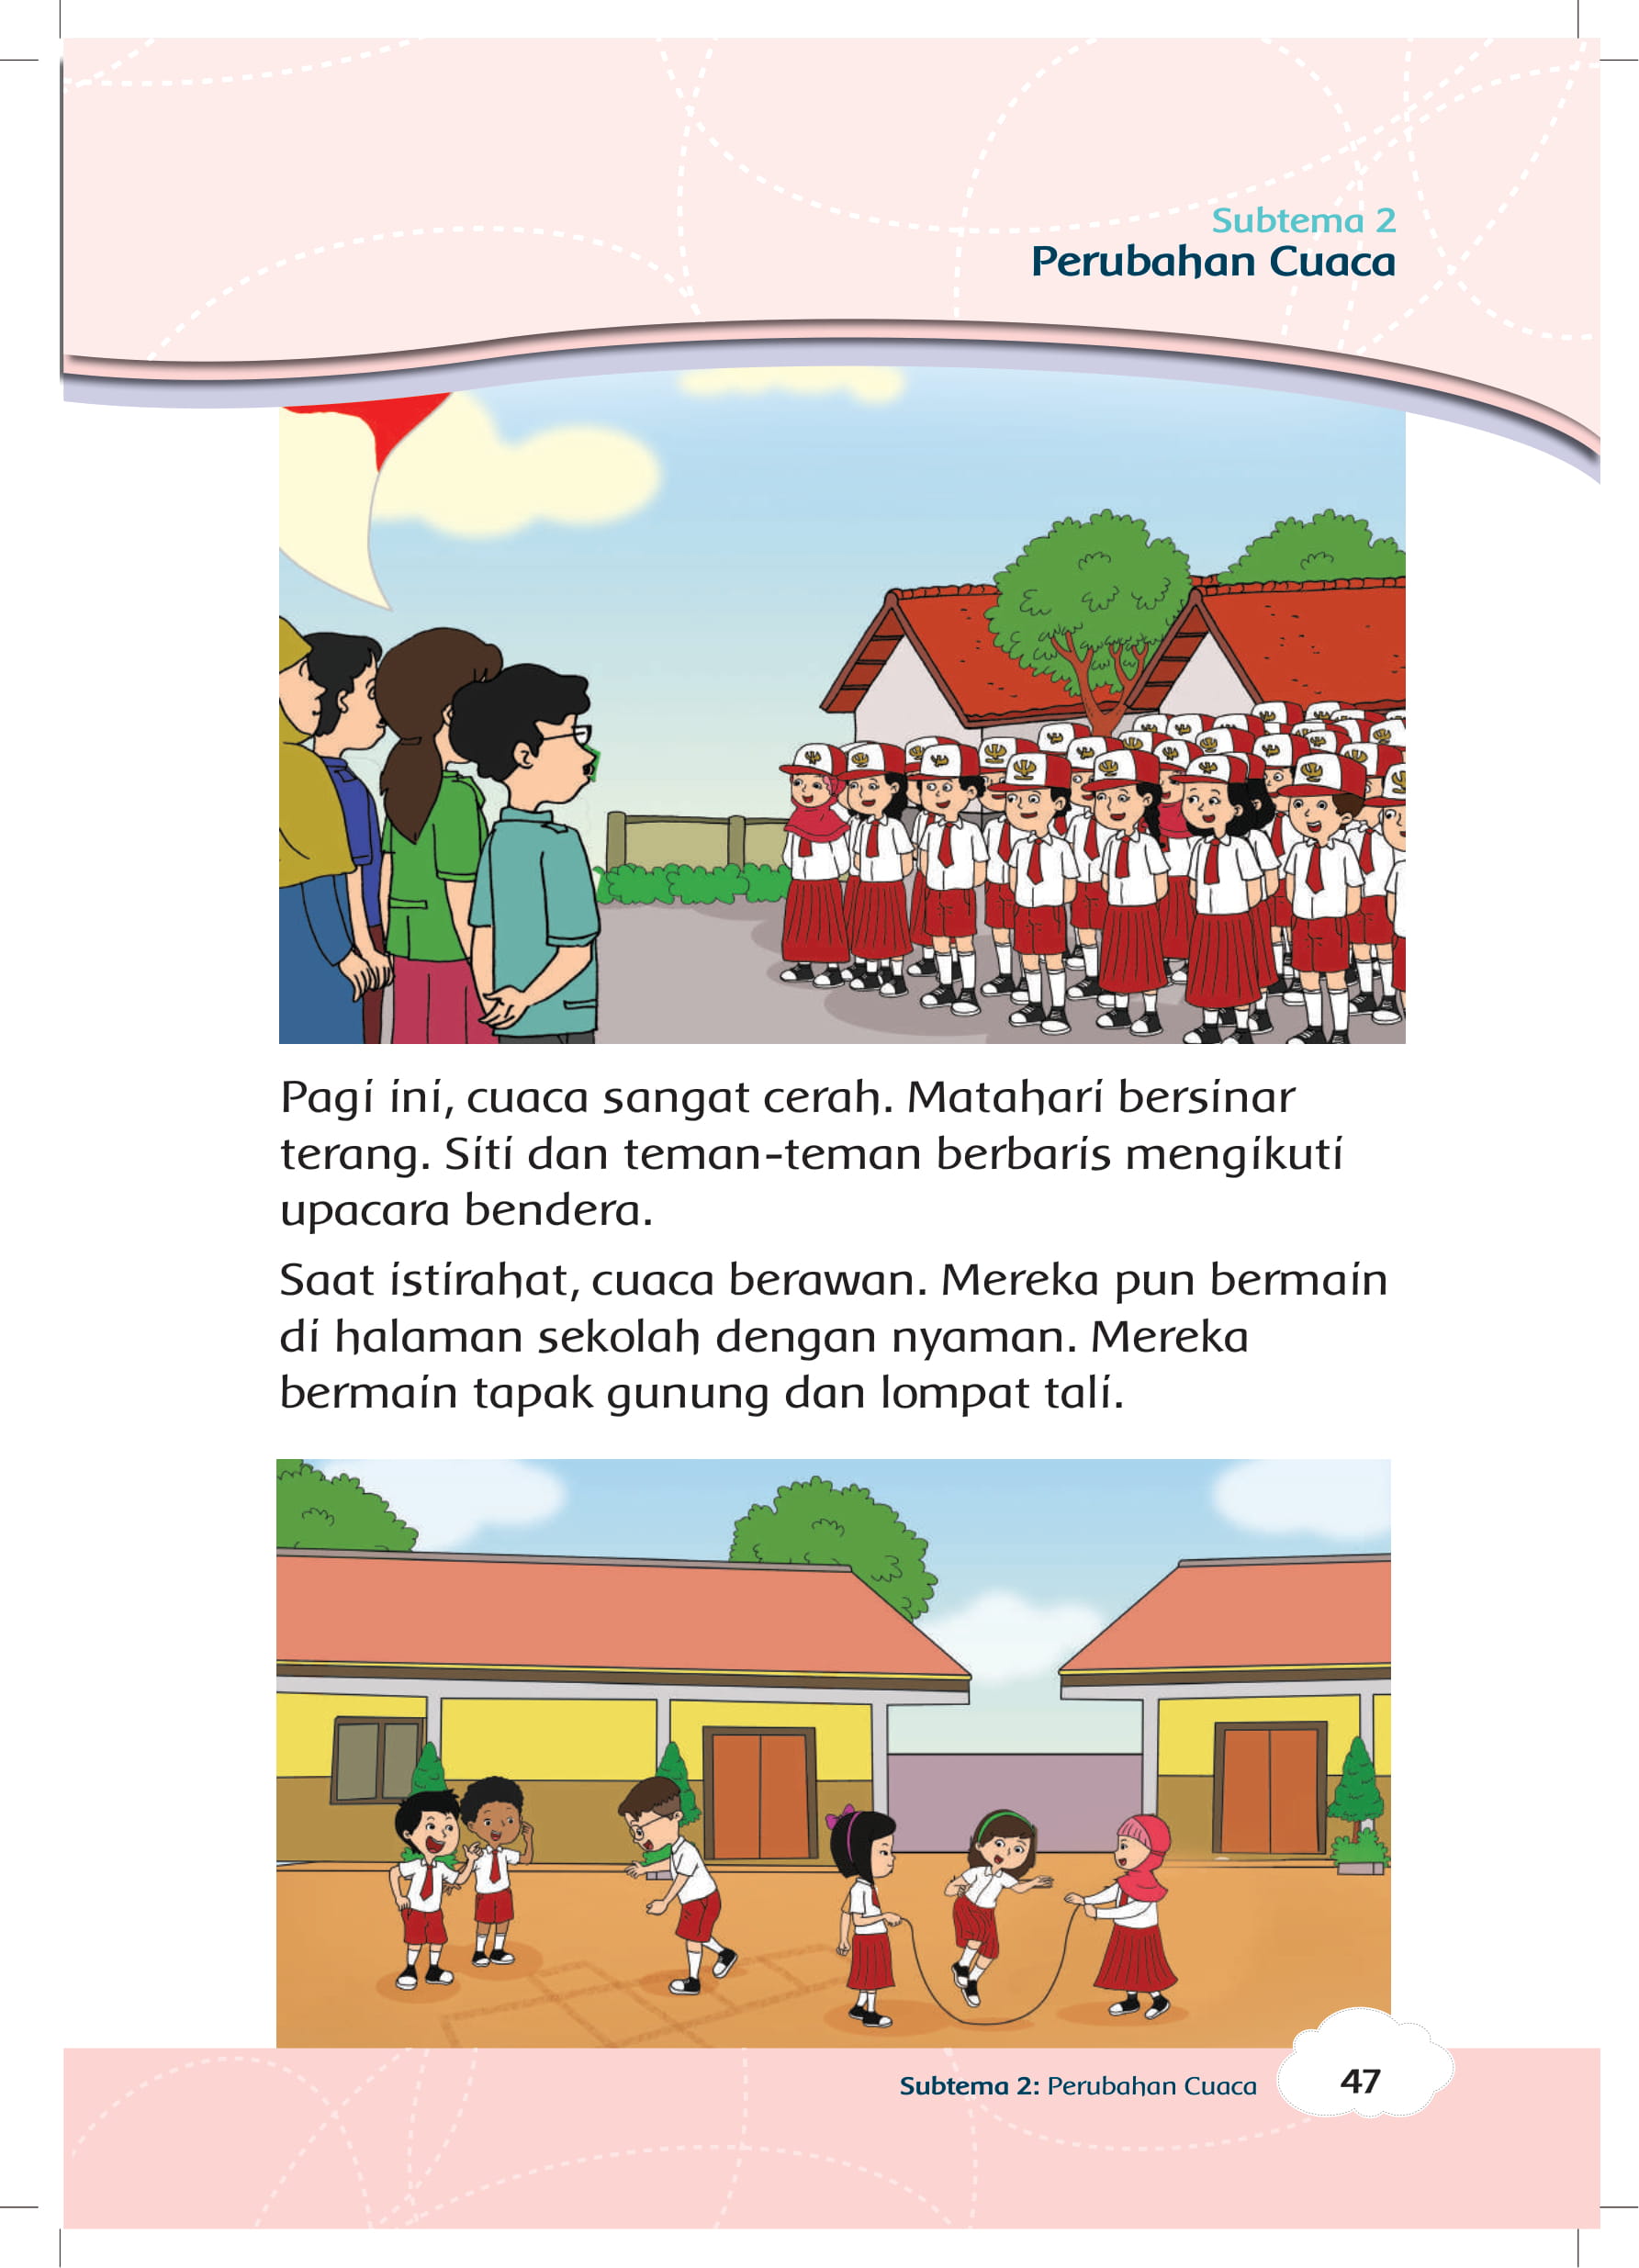 Subtema 2
Perubahan Cuaca
Pagi ini, cuaca sangat cerah. Matahari bersinar
terang. Siti dan teman-teman berbaris mengikuti
upacara bendera.
Saat istirahat, cuaca berawan. Mereka pun bermain
di halaman sekolah dengan nyaman. Mereka
bermain tapak gunung dan lompat tali.
Subtema 2: Perubahan Cuaca
47